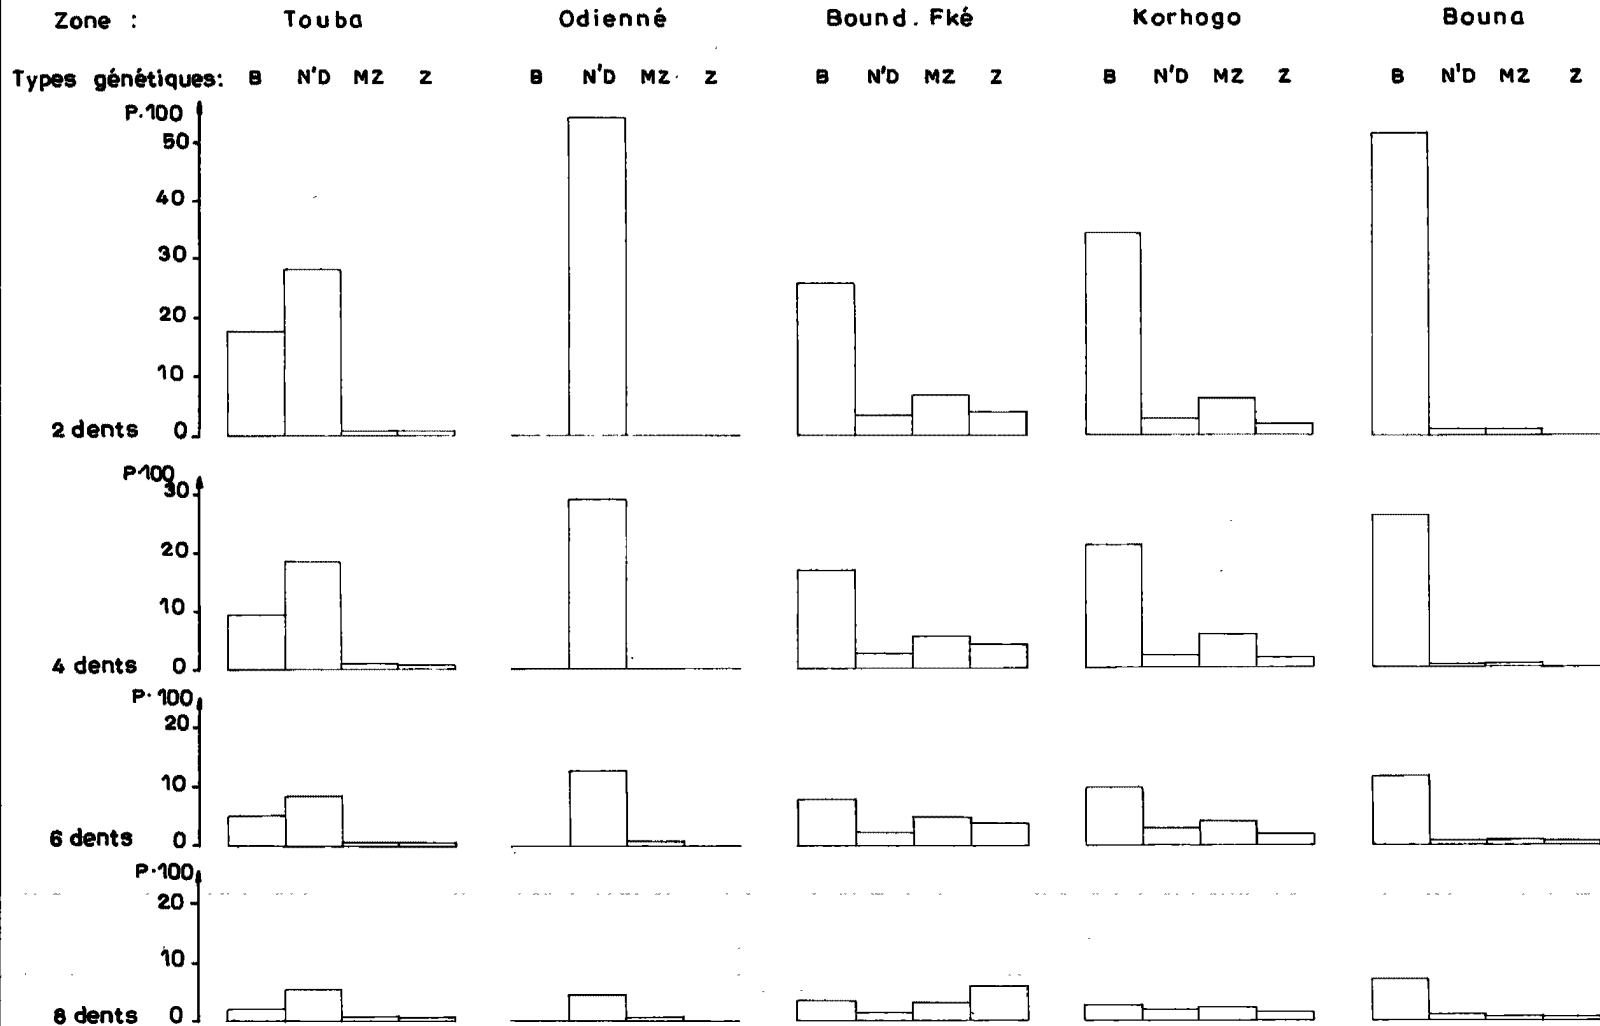 Zone : Touba Odienné Bound. Fké Korhogo Bouna
Types génétiques: B N'D MZ Z B N'D MZ Z B N'D MZ Z B N'D MZ Z B N'D MZ Z
P.100
50
40
30
20
10
2 dents 0
P.100
30
20
10
4 dents 0
P.100
20
10
6 dents 0
P.100
20
10
8 dents 0